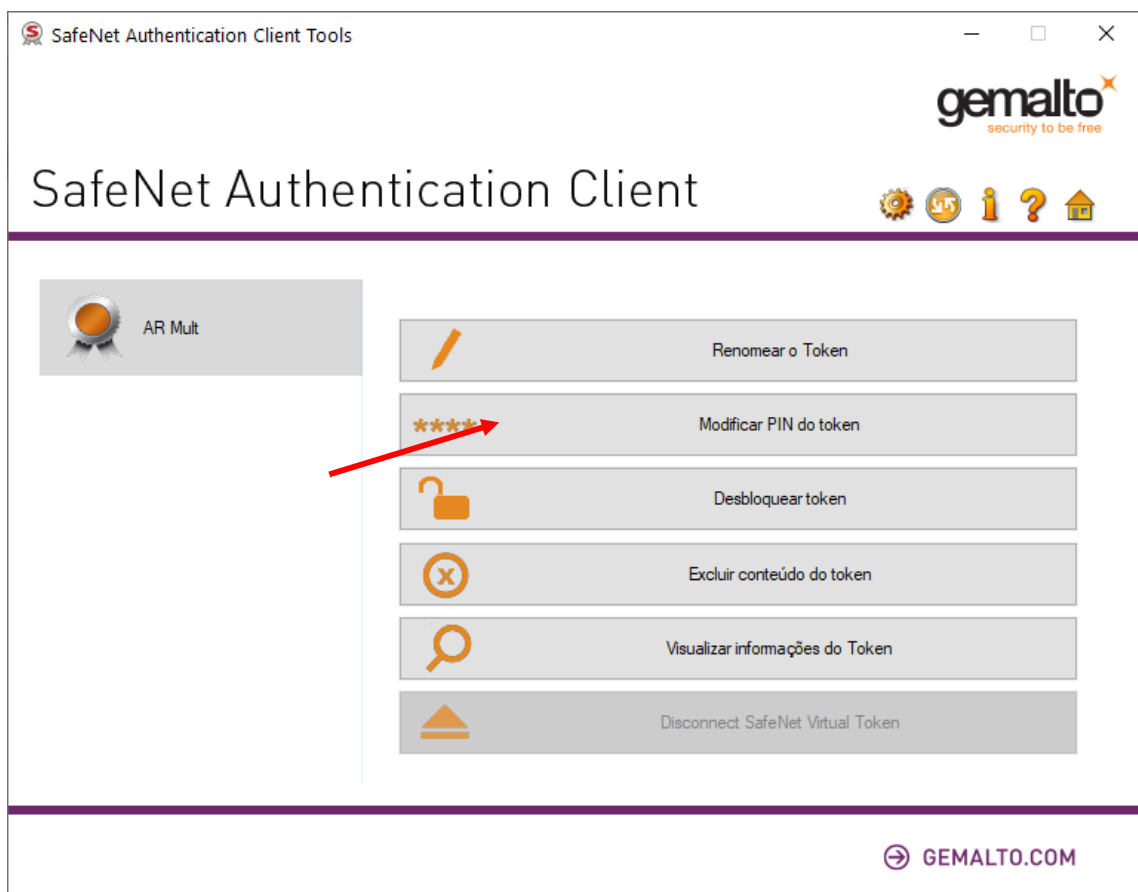 SafeNet Authentication Client Tools
gemalto
security to be free
SafeNet Authentication Client
AR Mult
Renomear o Token
**** Modificar PIN do token
Desbloquear token
Excluir conteúdo do token
Visualizar informações do Token
Disconnect SafeNet Virtual Token
GEMALTO.COM